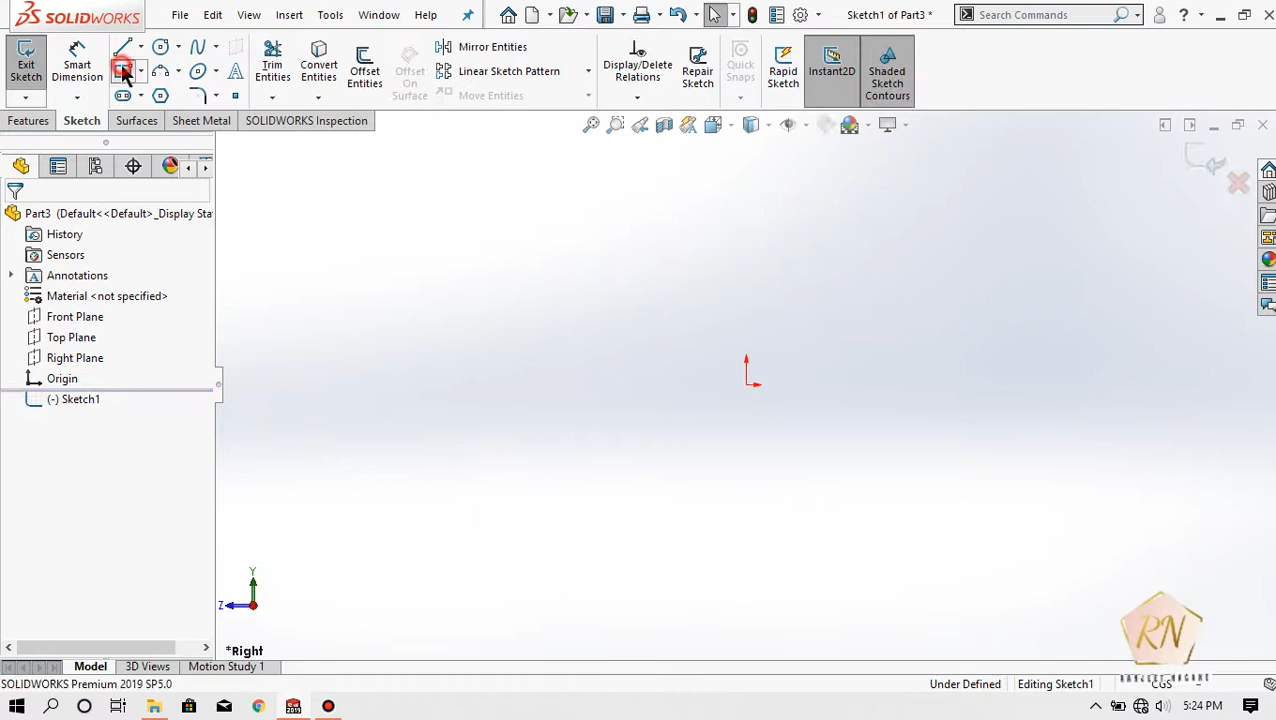 SOLIDWORKS File Edit View Insert Tools Window Help Sketch1 of Part3 * Search Commands ?
Exit Sketch
Smart Dimension
Trim Entities
Convert Entities
Offset Entities
Offset On Surface
Mirror Entities
Linear Sketch Pattern
Move Entities
Display/Delete Relations
Repair Sketch
Quick Snaps
Rapid Sketch
Instant2D
Shaded Sketch Contours
Features Sketch Surfaces Sheet Metal SOLIDWORKS Inspection
Part3 (Default<<Default>_Display Sta
History
Sensors
Annotations
Material <not specified>
Front Plane
Top Plane
Right Plane
Origin
(-) Sketch1
Y
Z
*Right
RN
Model 3D Views Motion Study 1
SOLIDWORKS Premium 2019 SP5.0 Under Defined Editing Sketch1 CGS
5:24 PM